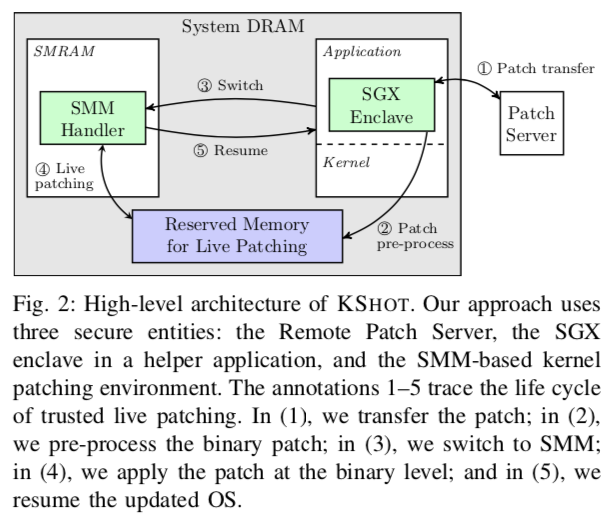 System DRAM
SMRAM
SMM
Handler
Application
SGX
Enclave
Kernel
① Patch transfer
Patch
Server
③ Switch
⑤ Resume
④ Live
patching
② Patch
pre-process
Reserved Memory
for Live Patching
Fig. 2: High-level architecture of KSHOT. Our approach uses
three secure entities: the Remote Patch Server, the SGX
enclave in a helper application, and the SMM-based kernel
patching environment. The annotations 1–5 trace the life cycle
of trusted live patching. In (1), we transfer the patch; in (2),
we pre-process the binary patch; in (3), we switch to SMM;
in (4), we apply the patch at the binary level; and in (5), we
resume the updated OS.